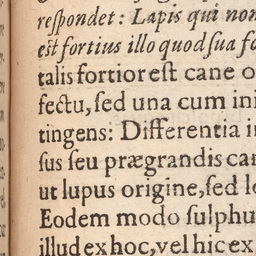 reſpondet: Lapis qui non
eſt fortius illo quod ſua fo
talis fortior eſt cane o
fectu, ſed una cum ini
tingens: Differentia i
ſus ſeu prægrandis can
ut lupus origine, ſed l
Eodem modo ſulphu
illud ex hoc, vel hic ex